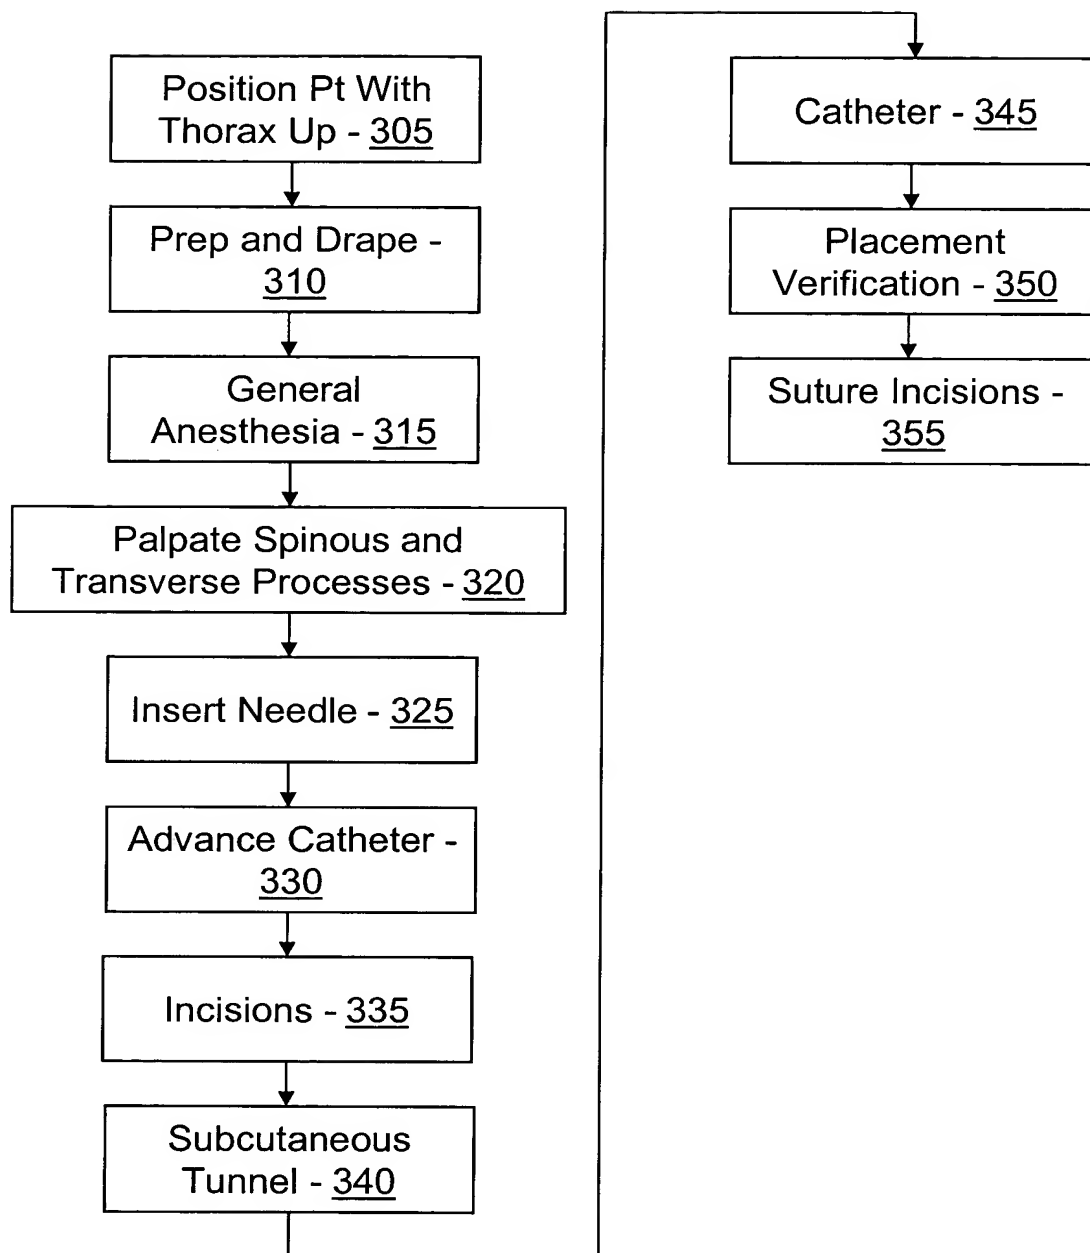 Position Pt With
Thorax Up - 305
Prep and Drape -
310
General
Anesthesia - 315
Palpate Spinous and
Transverse Processes - 320
Insert Needle - 325
Advance Catheter -
330
Incisions - 335
Subcutaneous
Tunnel - 340
Catheter - 345
Placement
Verification - 350
Suture Incisions -
355